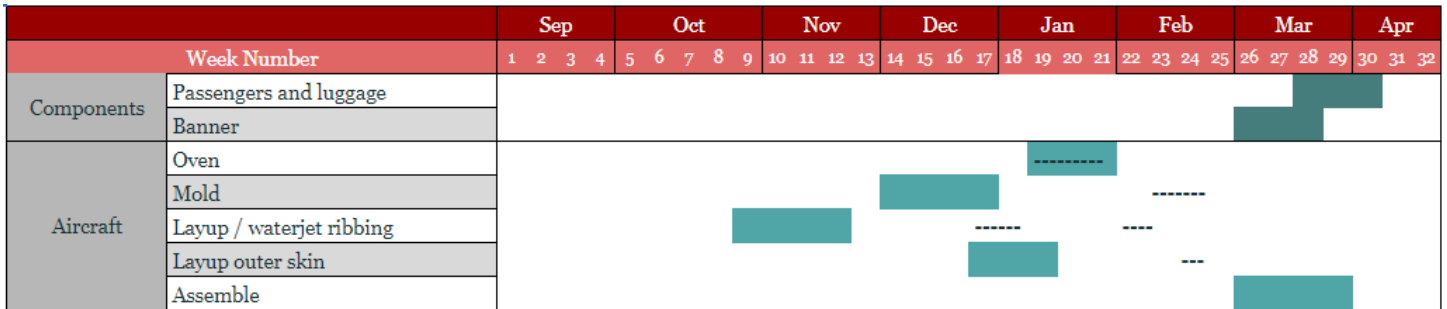 Sep Oct Nov Dec Jan Feb Mar Apr
Week Number 1 2 3 4 5 6 7 8 9 10 11 12 13 14 15 16 17 18 19 20 21 22 23 24 25 26 27 28 29 30 31 32
Components
Passengers and luggage
Banner
Aircraft
Oven ---------
Mold -------
Layup / waterjet ribbing ------ ----
Layup outer skin ---
Assemble